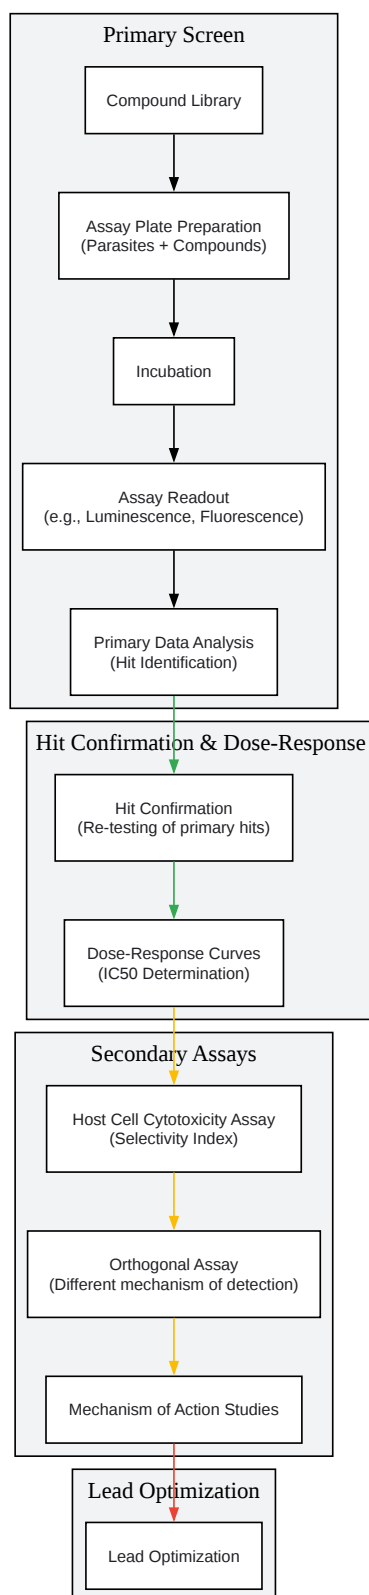 Primary Screen
Compound Library
Assay Plate Preparation
(Parasites + Compounds)
Incubation
Assay Readout
(e.g., Luminescence, Fluorescence)
Primary Data Analysis
(Hit Identification)
Hit Confirmation & Dose-Response
Hit Confirmation
(Re-testing of primary hits)
Dose-Response Curves
(IC50 Determination)
Secondary Assays
Host Cell Cytotoxicity Assay
(Selectivity Index)
Orthogonal Assay
(Different mechanism of detection)
Mechanism of Action Studies
Lead Optimization
Lead Optimization